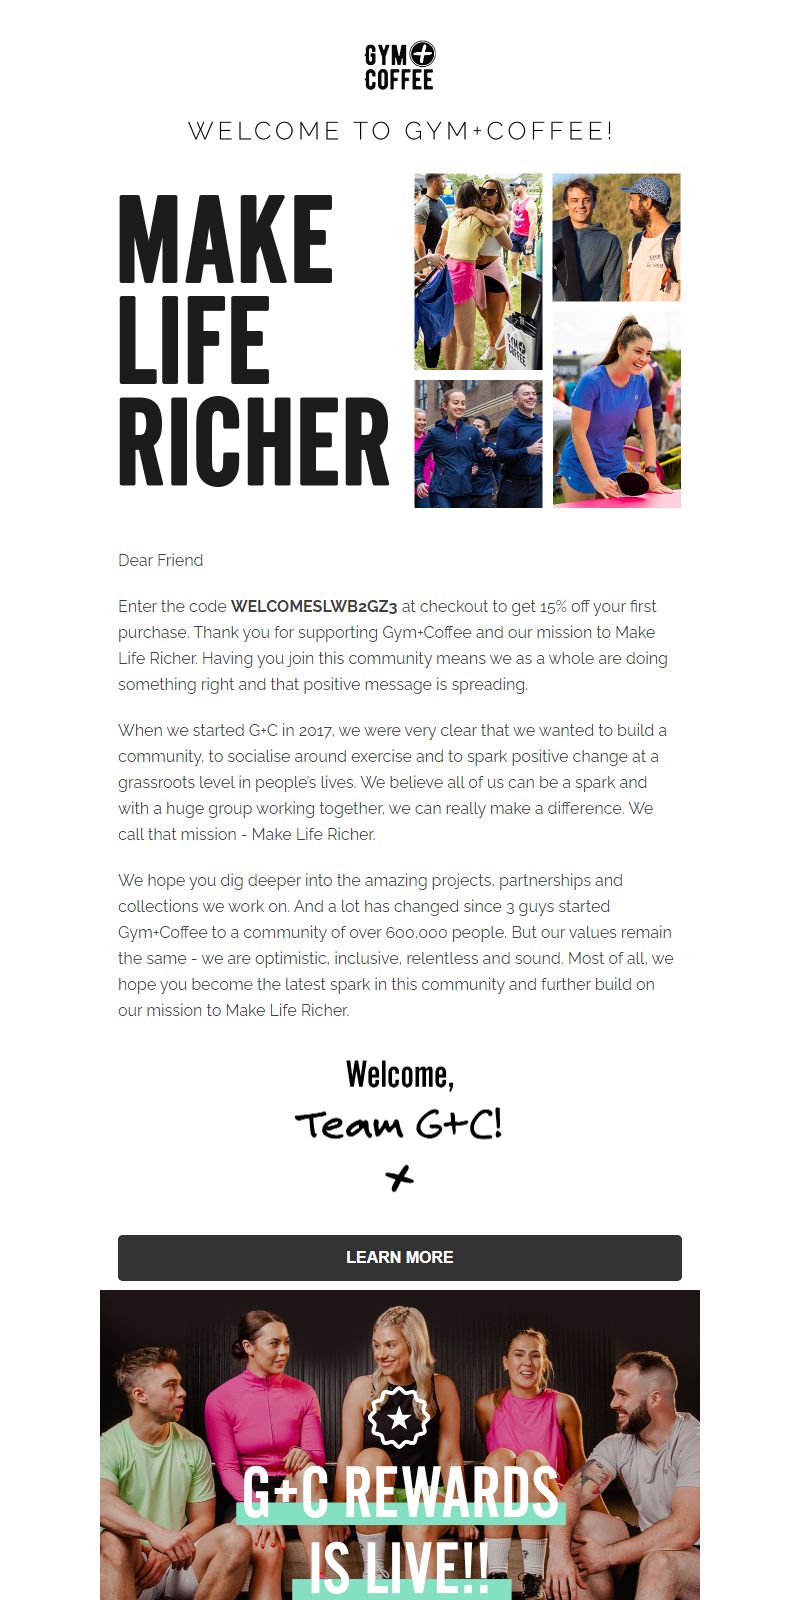 GYM+
COFFEE
WELCOME TO GYM+COFFEE!
MAKE
LIFE
RICHER
GYM+
COFFEE
Dear Friend
Enter the code WELCOMESLWB2GZ3 at checkout to get 15% off your first
purchase. Thank you for supporting Gym+Coffee and our mission to Make
Life Richer. Having you join this community means we as a whole are doing
something right and that positive message is spreading.
When we started G+C in 2017, we were very clear that we wanted to build a
community, to socialise around exercise and to spark positive change at a
grassroots level in people's lives. We believe all of us can be a spark and
with a huge group working together, we can really make a difference. We
call that mission - Make Life Richer.
We hope you dig deeper into the amazing projects, partnerships and
collections we work on. And a lot has changed since 3 guys started
Gym+Coffee to a community of over 600,000 people. But our values remain
the same - we are optimistic, inclusive, relentless and sound. Most of all, we
hope you become the latest spark in this community and further build on
our mission to Make Life Richer.
Welcome,
Team G+C!
x
LEARN MORE
G+C REWARDS
IS LIVE!!